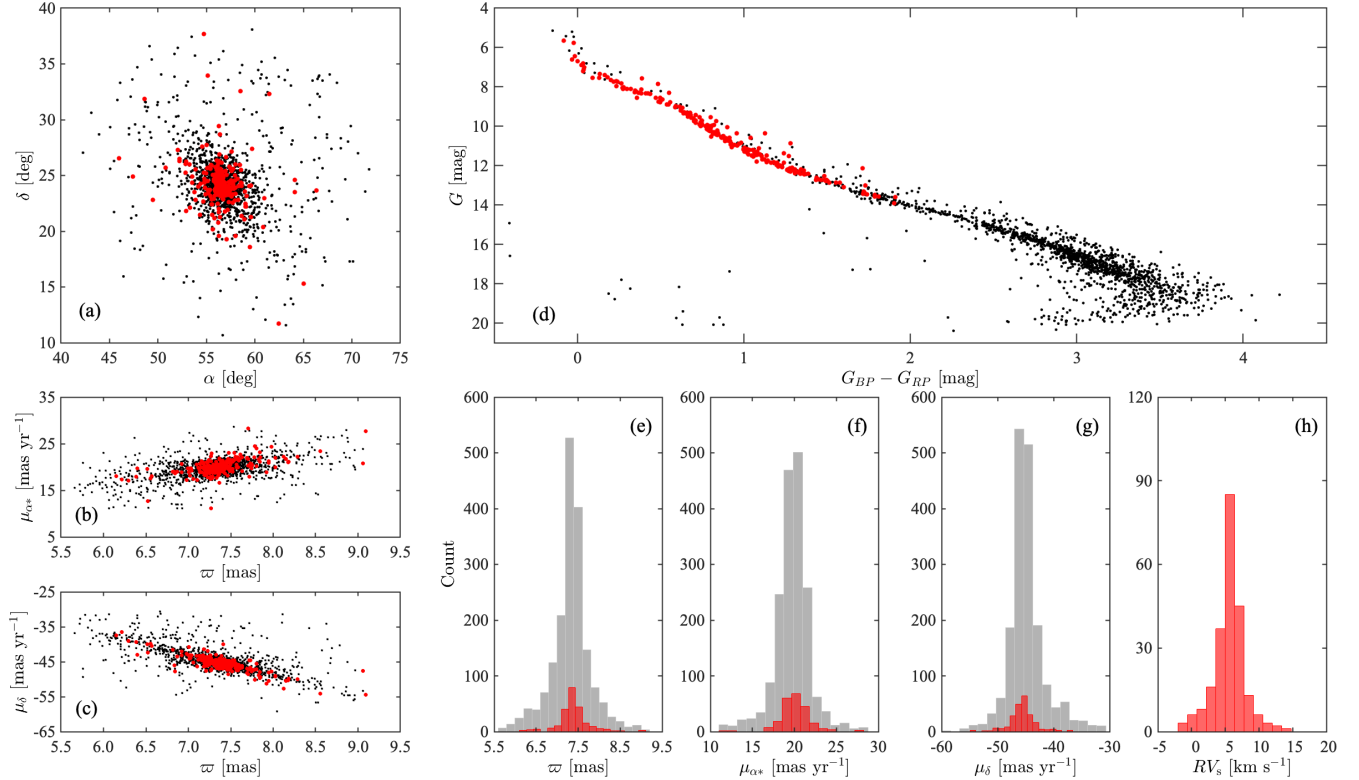 40
35
30
25
20
15
10
δ [deg]
(a)
40 45 50 55 60 65 70 75
α [deg]
4
6
8
10
12
14
16
18
20
G [mag]
(d)
0 1 2 3 4
G_BP − G_RP [mag]
35
25
15
5
μ_α* [mas yr⁻¹]
(b)
5.5 6.0 6.5 7.0 7.5 8.0 8.5 9.0 9.5
ϖ [mas]
-25
-35
-45
-55
-65
μ_δ [mas yr⁻¹]
(c)
5.5 6.0 6.5 7.0 7.5 8.0 8.5 9.0 9.5
ϖ [mas]
Count
600
500
400
300
200
100
0
(e)
5.5 7.5 9.5
ϖ [mas]
600
500
400
300
200
100
0
(f)
10 20 30
μ_α* [mas yr⁻¹]
600
500
400
300
200
100
0
(g)
-60 -50 -40 -30
μ_δ [mas yr⁻¹]
120
90
60
30
0
(h)
-5 0 5 10 15 20
RV_s [km s⁻¹]